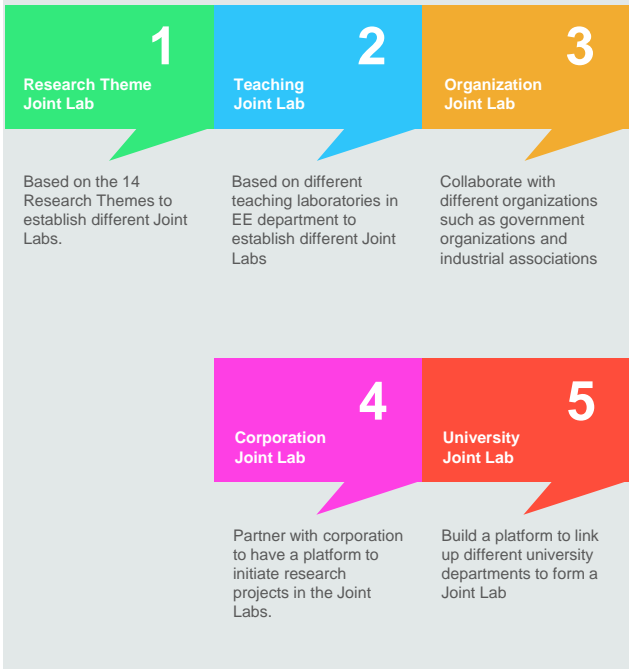 1
Research Theme
Joint Lab
Based on the 14
Research Themes to
establish different Joint
Labs.
2
Teaching
Joint Lab
Based on different
teaching laboratories in
EE department to
establish different Joint
Labs
3
Organization
Joint Lab
Collaborate with
different organizations
such as government
organizations and
industrial associations
4
Corporation
Joint Lab
Partner with corporation
to have a platform to
initiate research
projects in the Joint
Labs.
5
University
Joint Lab
Build a platform to link
up different university
departments to form a
Joint Lab